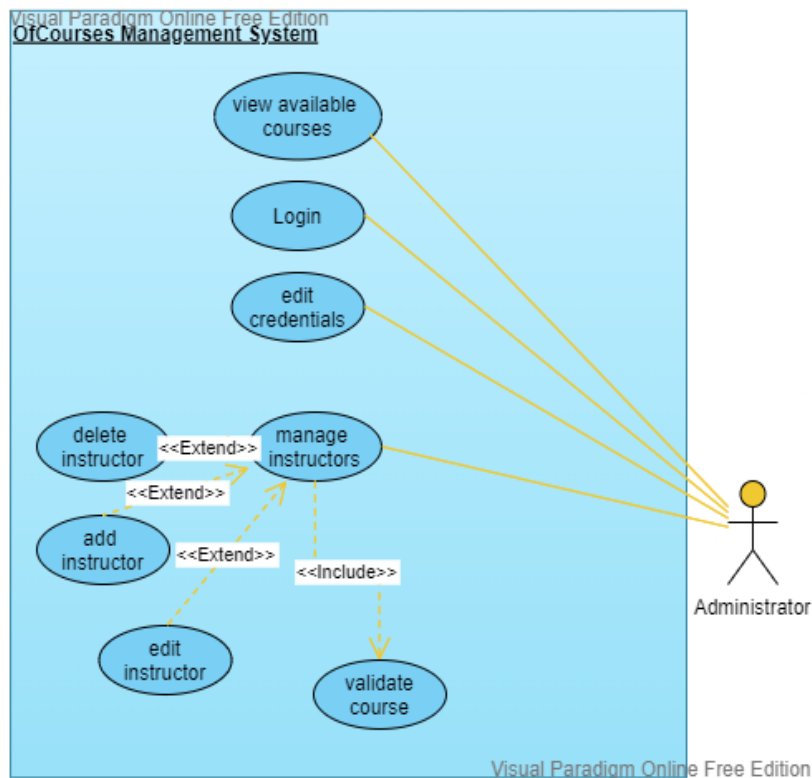 Visual Paradigm Online Free Edition
OfCourses Management System
view available
courses
Login
edit
credentials
delete
instructor
<<Extend>>
manage
instructors
<<Extend>>
add
instructor
<<Extend>>
<<Include>>
Administrator
edit
instructor
validate
course
Visual Paradigm Online Free Edition